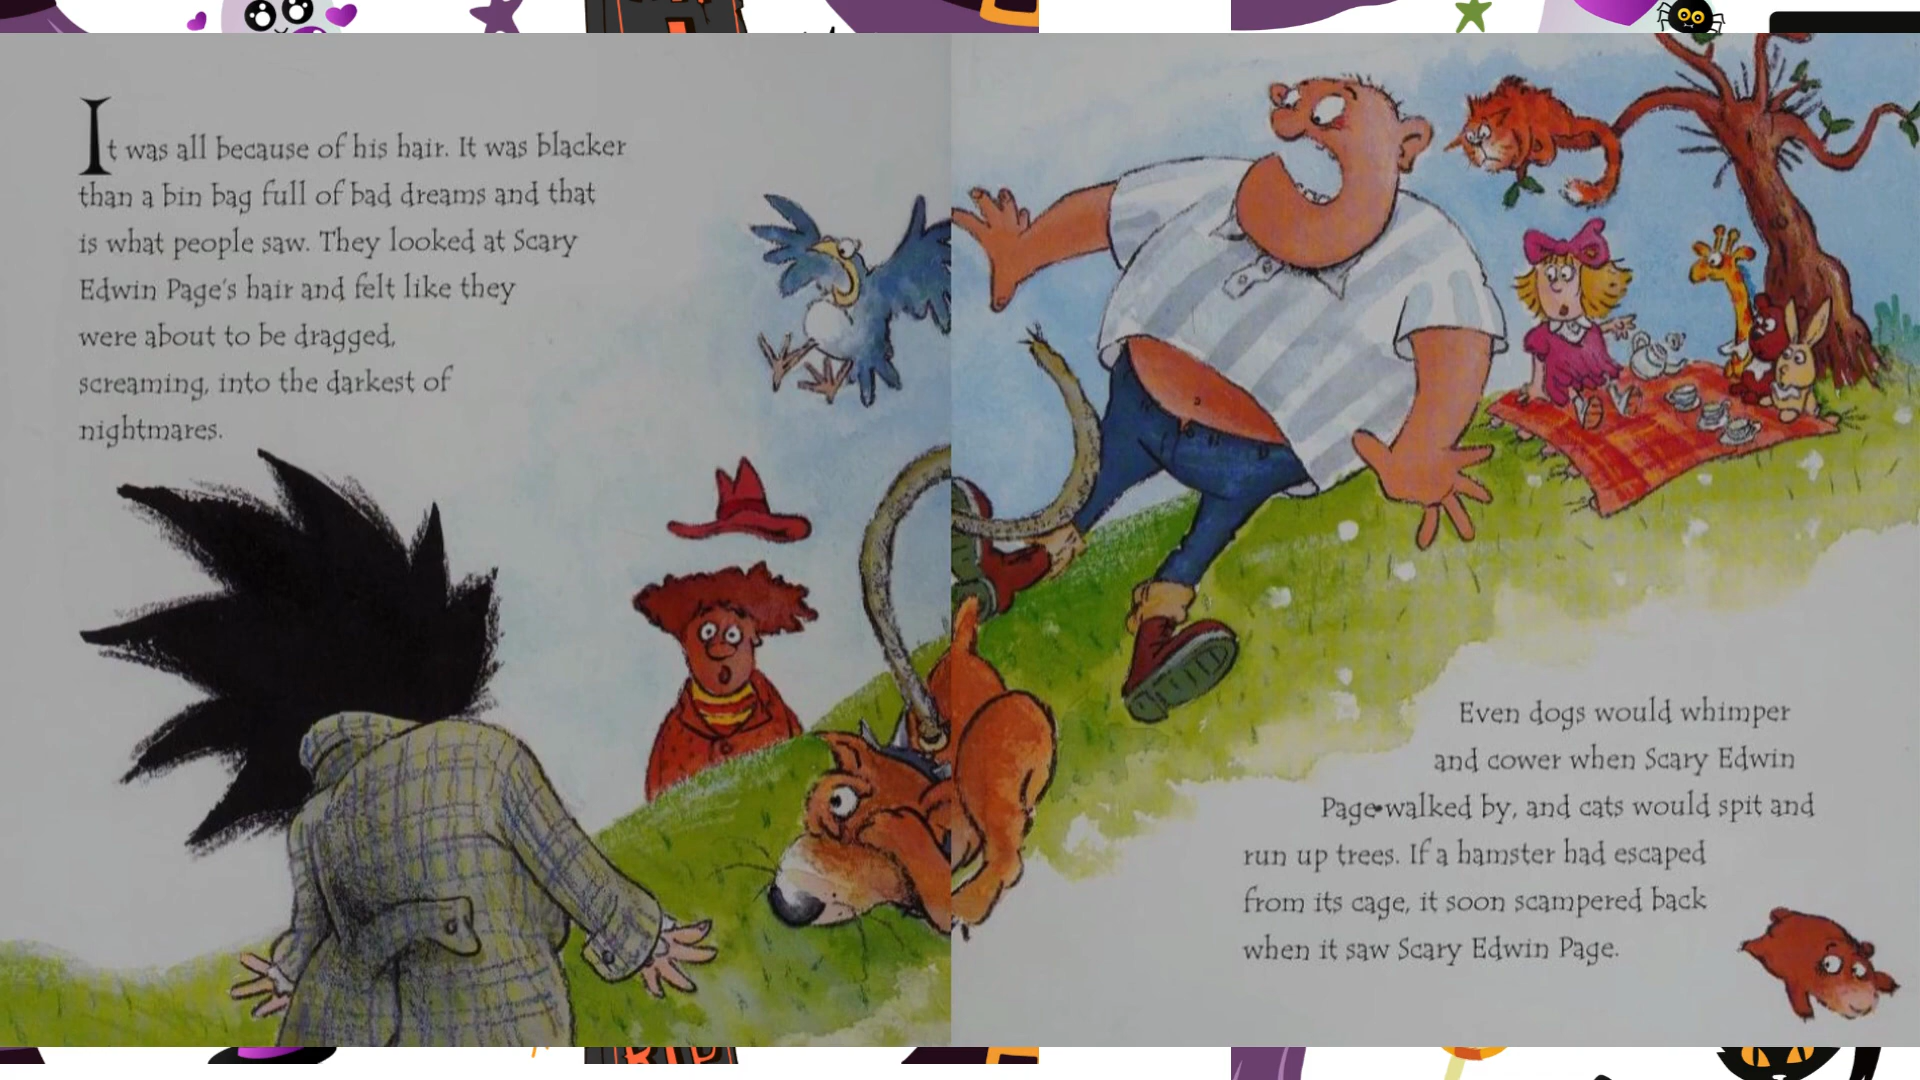 It was all because of his hair. It was blacker
than a bin bag full of bad dreams and that
is what people saw. They looked at Scary
Edwin Page's hair and felt like they
were about to be dragged,
screaming, into the darkest of
nightmares.
Even dogs would whimper
and cower when Scary Edwin
Page walked by, and cats would spit and
run up trees. If a hamster had escaped
from its cage, it soon scampered back
when it saw Scary Edwin Page.
RIP